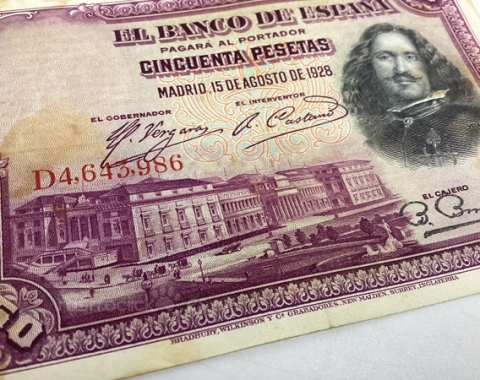 EL BANCO DE ESPAÑA
PAGARÁ AL PORTADOR
CINCUENTA PESETAS
MADRID, 15 DE AGOSTO DE 1928
EL GOBERNADOR
EL INTERVENTOR
D4,643,986
EL CAJERO
BRADBURY, WILKINSON Y Cª GRABADORES, NEW MALDEN, SURREY, INGLATERRA